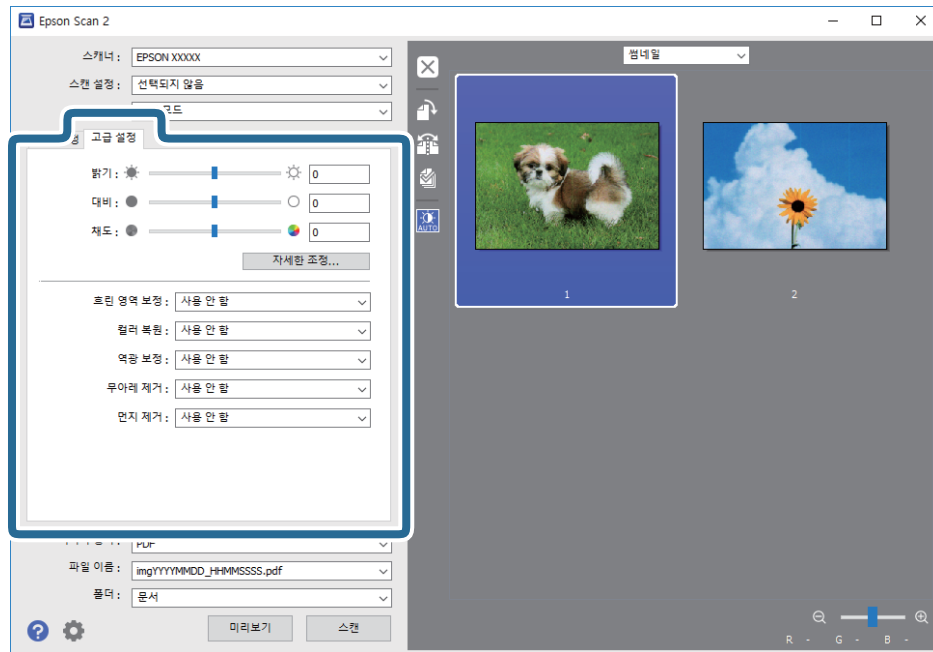 Epson Scan 2
스캐너 : EPSON XXXXX
스캔 설정 : 선택되지 않음
모드
고급 설정
밝기 : 0
대비 : 0
채도 : 0
자세한 조정...
흐린 영역 보정 : 사용 안 함
컬러 복원 : 사용 안 함
역광 보정 : 사용 안 함
무아레 제거 : 사용 안 함
먼지 제거 : 사용 안 함
PDF
파일 이름 : imgYYYYMMDD_HHMMSSSS.pdf
폴더 : 문서
미리보기 스캔
썸네일
AUTO
1 2
R - G - B -